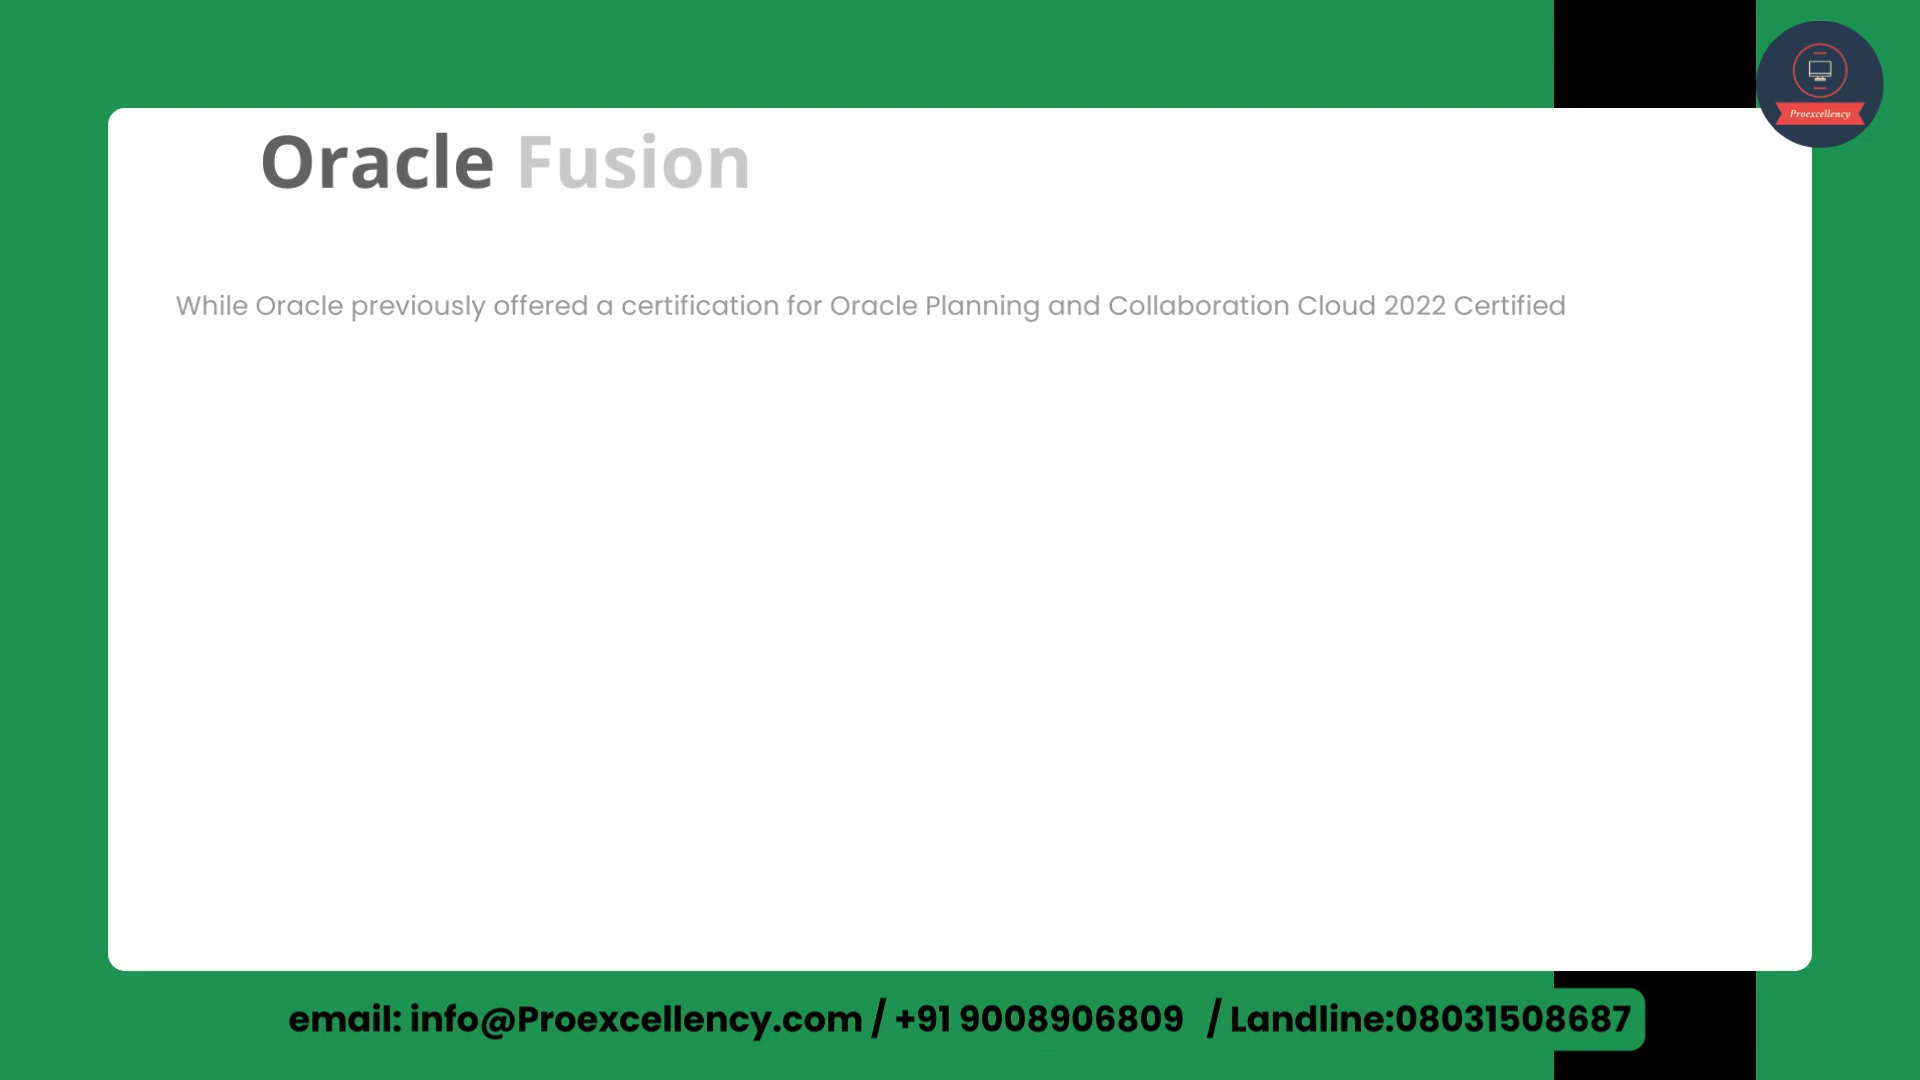 Proexcellency
Oracle Fusion
While Oracle previously offered a certification for Oracle Planning and Collaboration Cloud 2022 Certified
email: info@Proexcellency.com / +91 9008906809 / Landline:08031508687